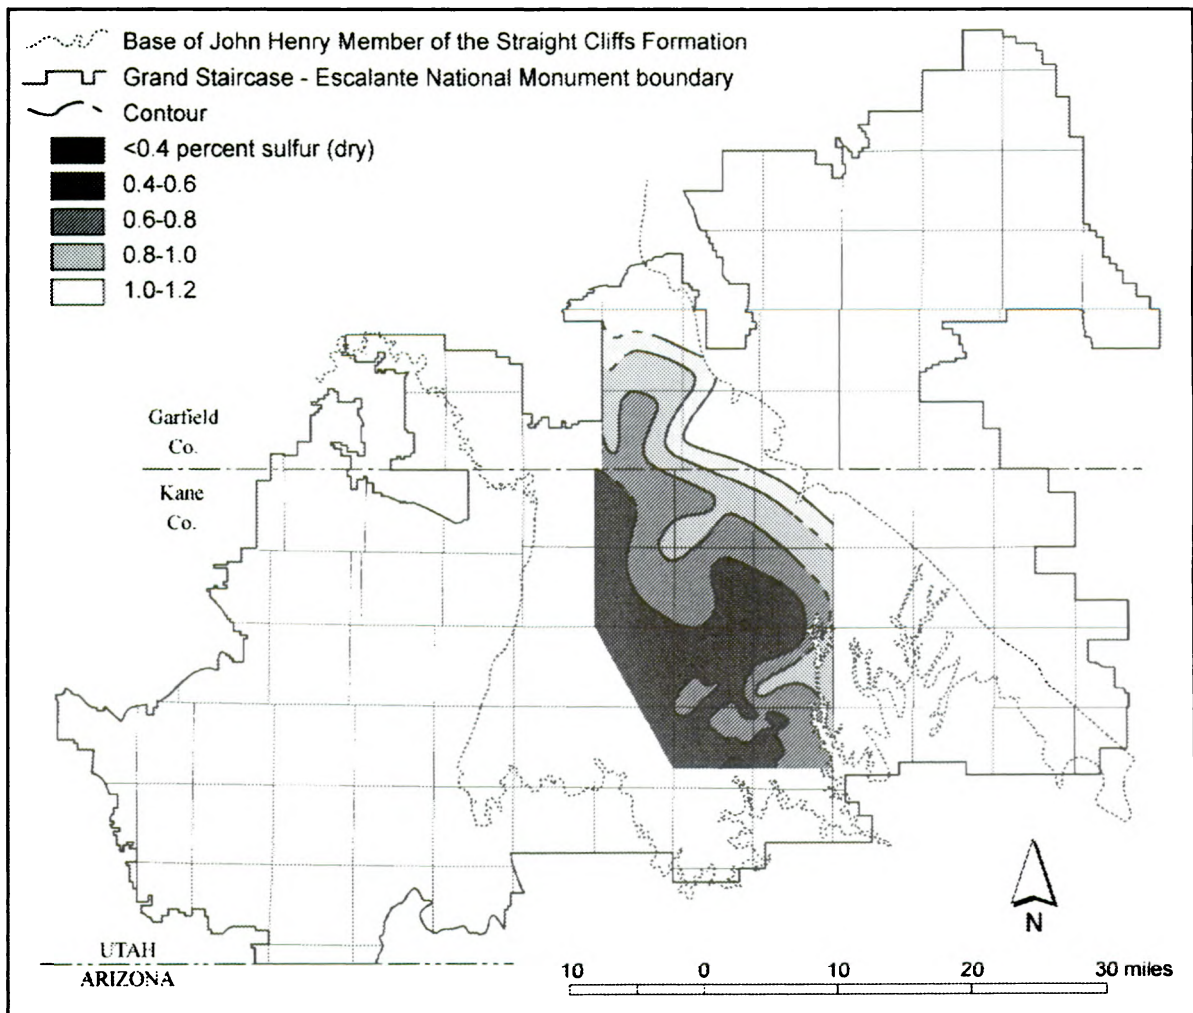 Base of John Henry Member of the Straight Cliffs Formation
Grand Staircase - Escalante National Monument boundary
Contour
<0.4 percent sulfur (dry)
0.4-0.6
0.6-0.8
0.8-1.0
1.0-1.2
Garfield
Co.
Kane
Co.
UTAH
ARIZONA
N
10 0 10 20 30 miles